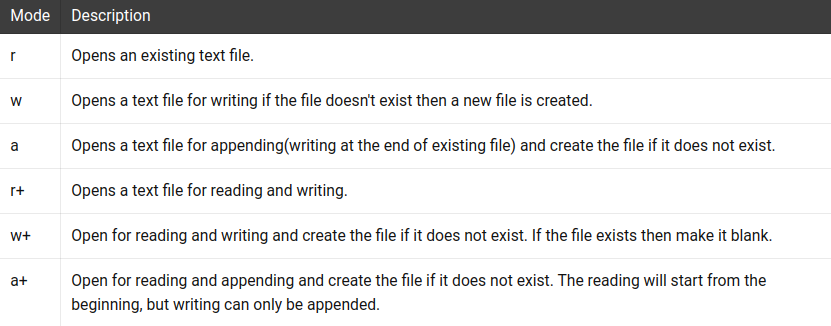 Mode Description
r Opens an existing text file.
w Opens a text file for writing if the file doesn't exist then a new file is created.
a Opens a text file for appending(writing at the end of existing file) and create the file if it does not exist.
r+ Opens a text file for reading and writing.
w+ Open for reading and writing and create the file if it does not exist. If the file exists then make it blank.
a+ Open for reading and appending and create the file if it does not exist. The reading will start from the
beginning, but writing can only be appended.